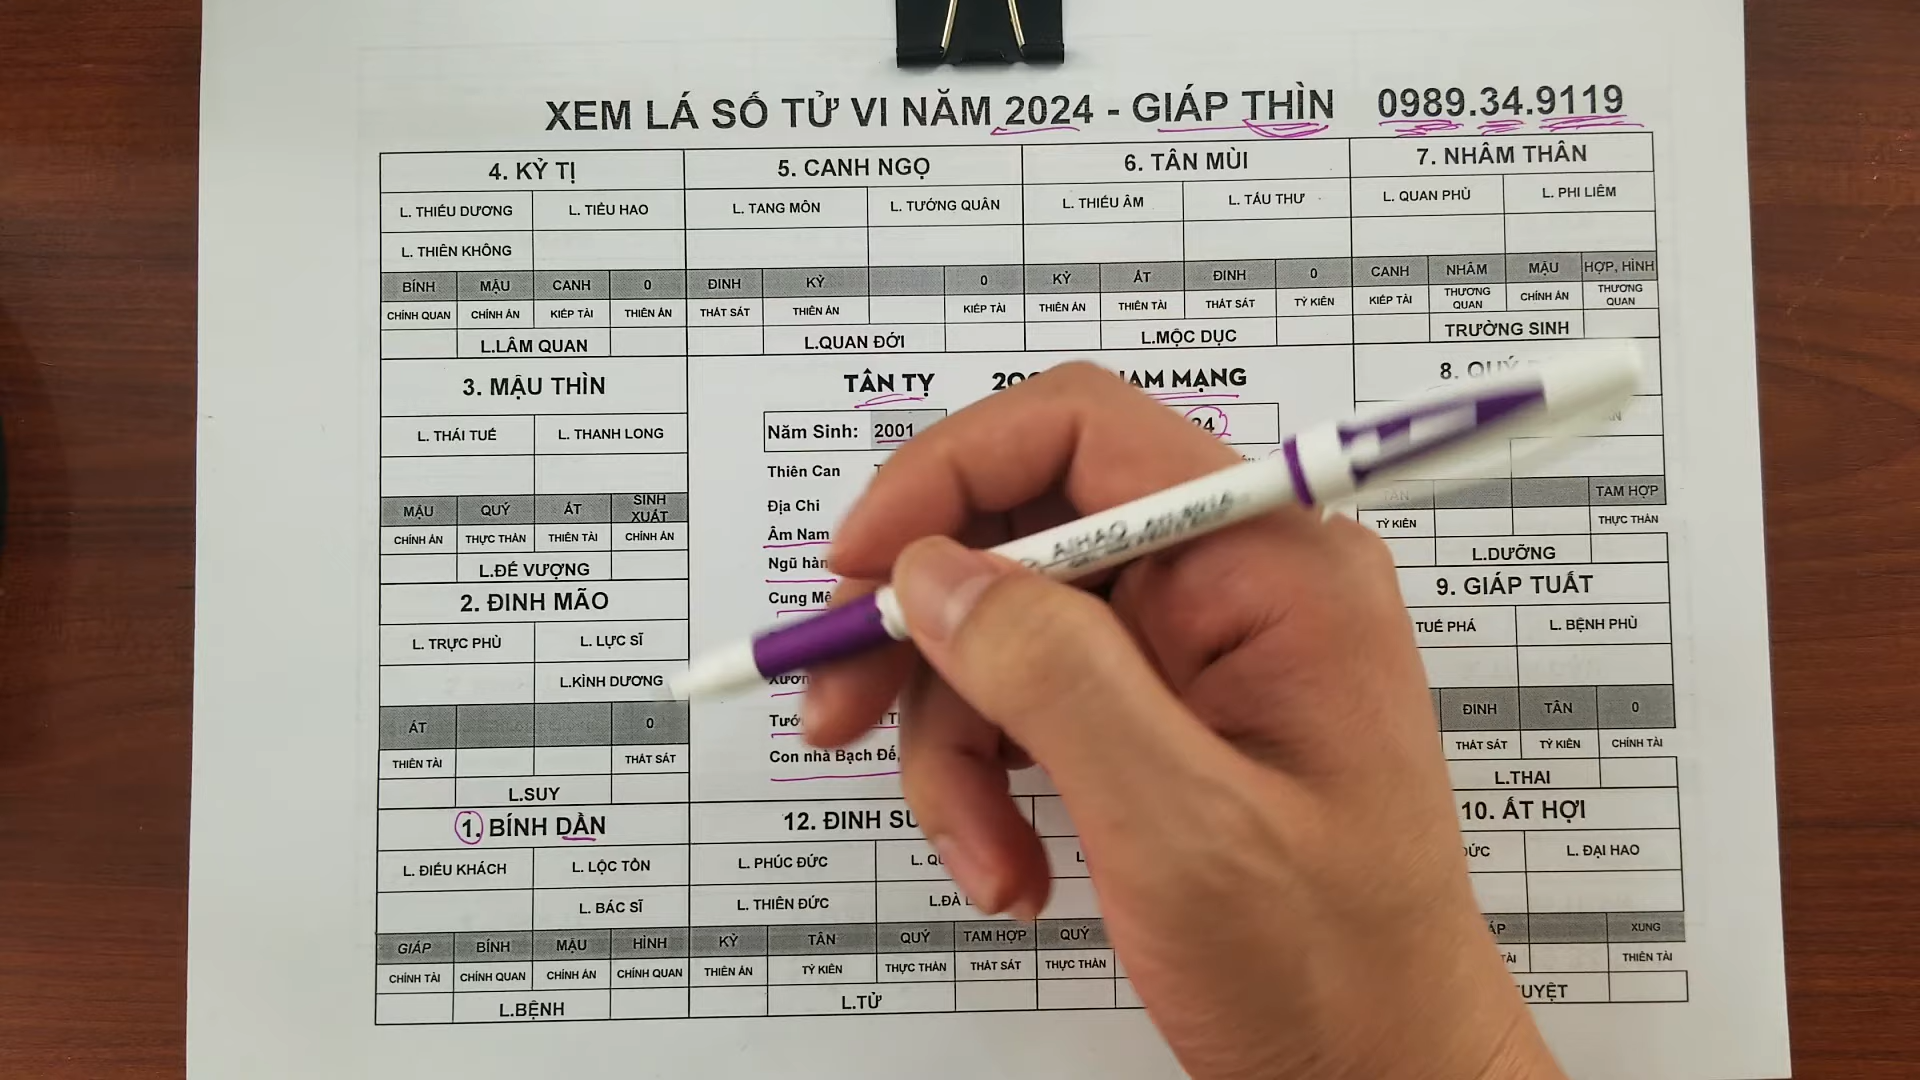 XEM LÁ SỐ TỬ VI NĂM 2024 - GIÁP THÌN 0989.34.9119
4. KỶ TỊ 5. CANH NGỌ 6. TÂN MÙI 7. NHÂM THÂN
L. THIẾU DƯƠNG L. TIỂU HAO L. TANG MÔN L. TƯỚNG QUÂN L. THIẾU ÂM L. TẤU THƯ L. QUAN PHÙ L. PHI LIÊM
L. THIÊN KHÔNG
BÍNH MẬU CANH 0 ĐINH KỶ 0 KỶ ẤT ĐINH 0 CANH NHÂM MẬU HỢP, HÌNH
CHÍNH QUAN CHÍNH ẤN KIẾP TÀI THIÊN ẤN THẤT SÁT THIÊN ẤN KIẾP TÀI THIÊN ẤN THIÊN TÀI THẤT SÁT TỶ KIÊN KIẾP TÀI THƯƠNG QUAN CHÍNH ẤN THƯƠNG QUAN
L.LÂM QUAN L.QUAN ĐỚI L.MỘC DỤC TRƯỜNG SINH
3. MẬU THÌN TÂN TỴ MẠNG 8. QUÝ
L. THÁI TUẾ L. THANH LONG Năm Sinh: 2001 24
Thiên Can
MẬU QUÝ ẤT SINH XUẤT Địa Chi TÂN TAM HỢP
CHÍNH ẤN THỰC THẦN THIÊN TÀI CHÍNH ẤN Âm Nam TỶ KIÊN THỰC THẦN
L.ĐẾ VƯỢNG Ngũ L.DƯỠNG
2. ĐINH MÃO Cung 9. GIÁP TUẤT
L. TRỰC PHÙ L. LỰC SĨ TUẾ PHÁ L. BỆNH PHÙ
L.KÌNH DƯƠNG
ẤT 0 ĐINH TÂN 0
THIÊN TÀI THẤT SÁT Con nhà Bạch Đế, THẤT SÁT TỶ KIÊN CHÍNH TÀI
L.SUY L.THAI
1. BÍNH DẦN 12. ĐINH 10. ẤT HỢI
L. ĐIẾU KHÁCH L. LỘC TỒN L. PHÚC ĐỨC L. ĐẠI HAO
L. BÁC SĨ L. THIÊN ĐỨC L.ĐÀ
GIÁP BÍNH MẬU HÌNH KỶ TÂN QUÝ TAM HỢP QUÝ XUNG
CHÍNH TÀI CHÍNH QUAN CHÍNH ẤN CHÍNH QUAN THIÊN ẤN TỶ KIÊN THỰC THẦN THẤT SÁT THỰC THẦN THIÊN TÀI
L.BỆNH L.TỬ
AIHAO